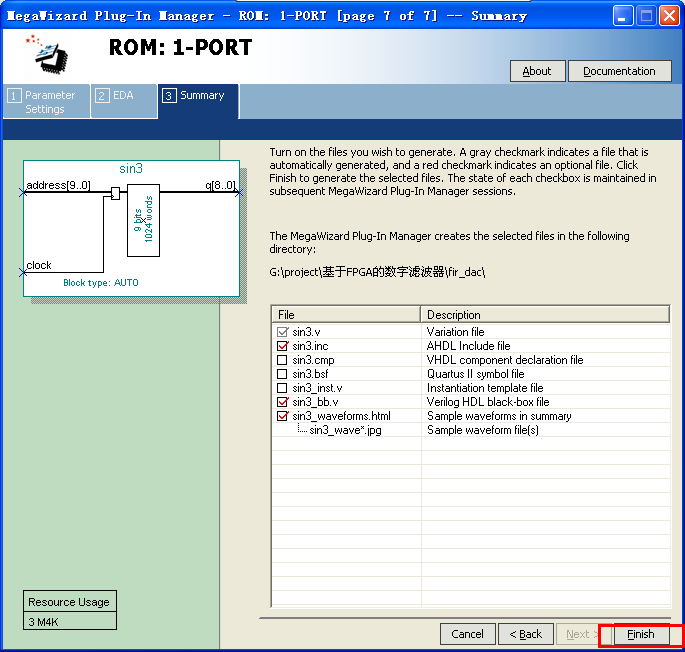 MegaWizard Plug-In Manager - ROM: 1-PORT [page 7 of 7] -- Summary
ROM: 1-PORT
About
Documentation
1 Parameter Settings
2 EDA
3 Summary
Turn on the files you wish to generate. A gray checkmark indicates a file that is
automatically generated, and a red checkmark indicates an optional file. Click
Finish to generate the selected files. The state of each checkbox is maintained in
subsequent MegaWizard Plug-In Manager sessions.
The MegaWizard Plug-In Manager creates the selected files in the following
directory:
G:\project\基于FPGA的数字滤波器\fir_dac\
sin3
address[9..0]
q[8..0]
9 bits
1024 words
clock
Block type: AUTO
File Description
sin3.v Variation file
sin3.inc AHDL Include file
sin3.cmp VHDL component declaration file
sin3.bsf Quartus II symbol file
sin3_inst.v Instantiation template file
sin3_bb.v Verilog HDL black-box file
sin3_waveforms.html Sample waveforms in summary
sin3_wave*.jpg Sample waveform file(s)
Resource Usage
3 M4K
Cancel
< Back
Next >
Finish